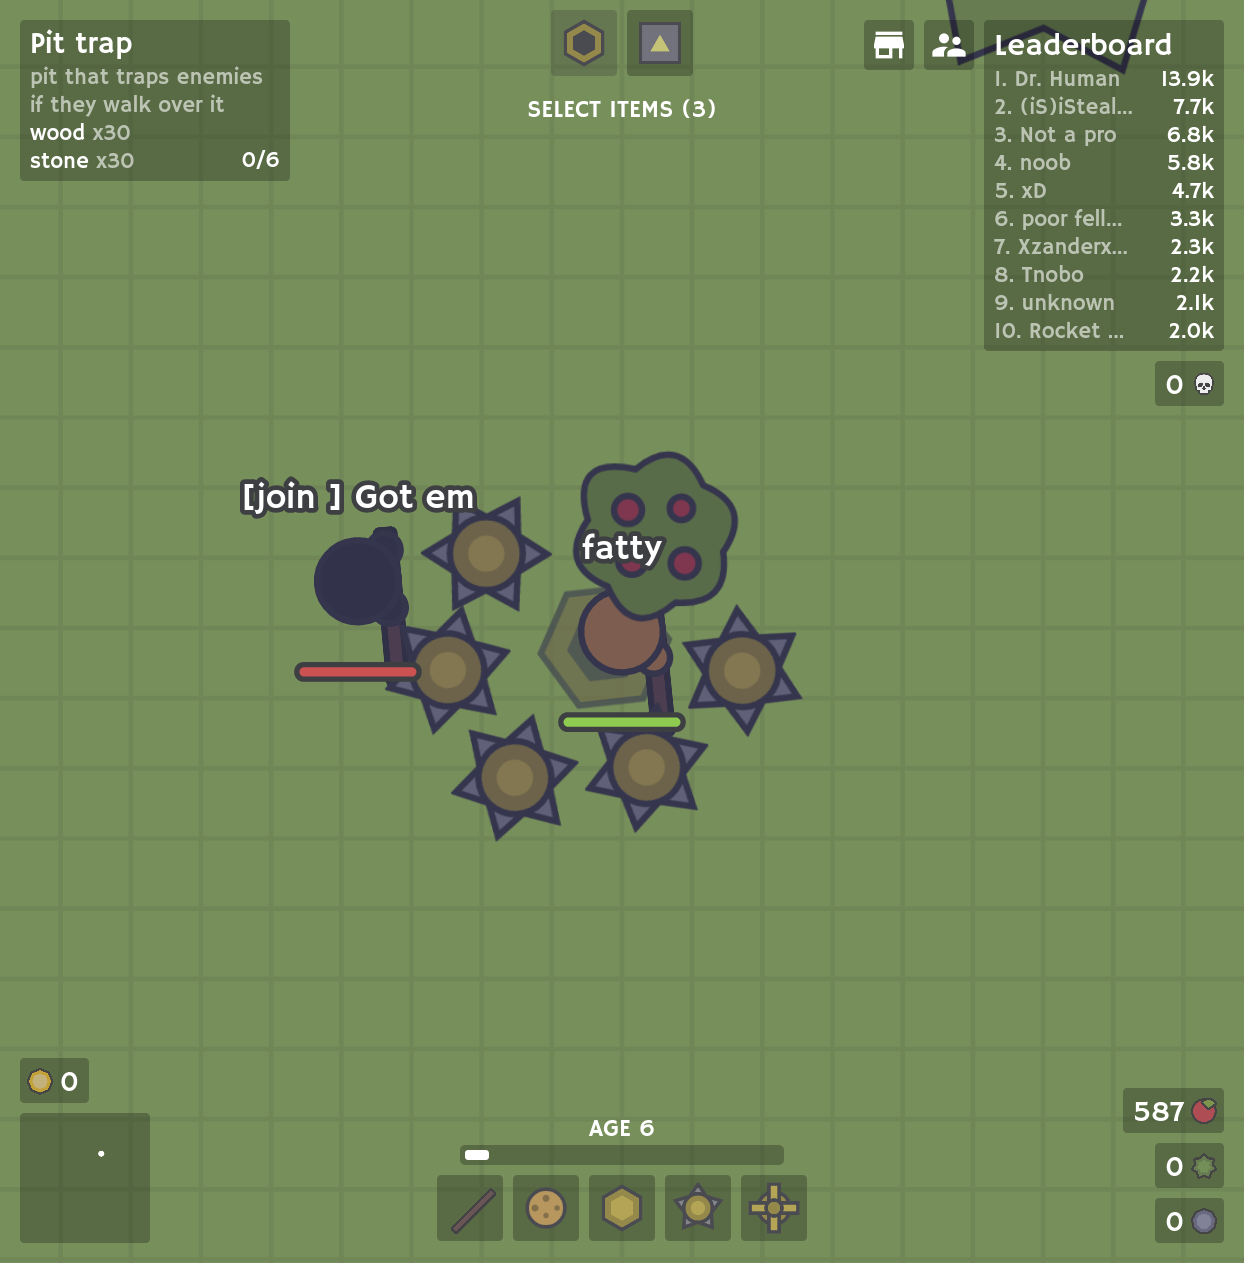 Pit trap
pit that traps enemies
if they walk over it
wood x30
stone x30 0/6
SELECT ITEMS (3)
Leaderboard
1. Dr. Human 13.9k
2. (iS)iSteal... 7.7k
3. Not a pro 6.8k
4. noob 5.8k
5. xD 4.7k
6. poor fell... 3.3k
7. Xzanderx... 2.3k
8. Tnobo 2.2k
9. unknown 2.1k
10. Rocket ... 2.0k
0
[join ] Got em
fatty
0
587
0
0
AGE 6